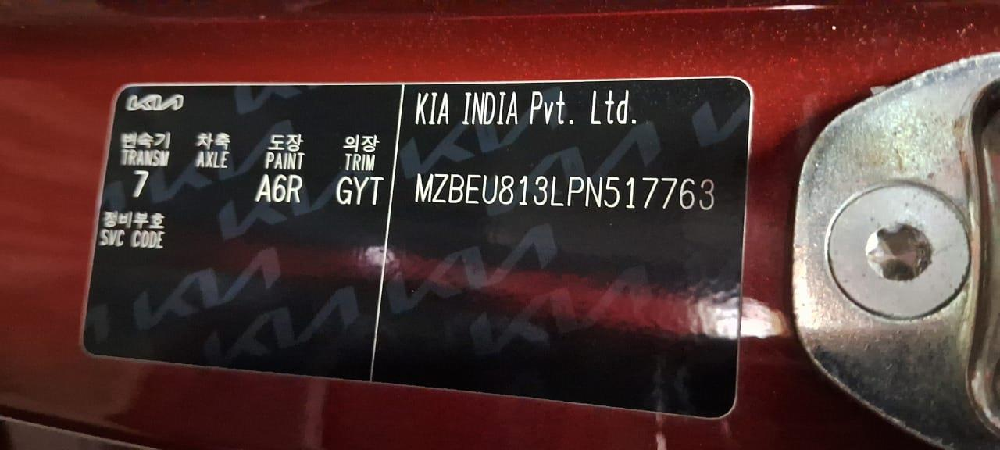 KIA
변속기 차축 도장 의장
TRANSM AXLE PAINT TRIM
7 A6R GYT
정비부호
SVC CODE
KIA INDIA Pvt. Ltd.
MZBEU813LPN517763